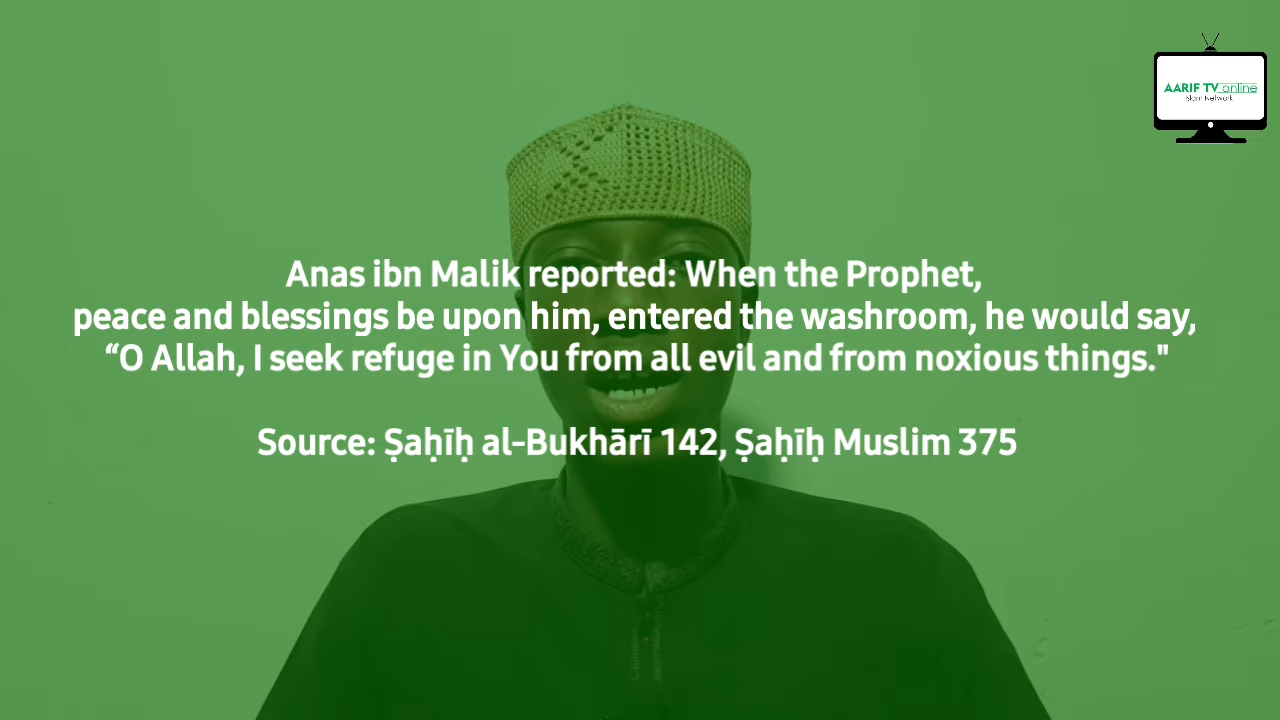 AARIF TV online
Islam Network
Anas ibn Malik reported: When the Prophet,
peace and blessings be upon him, entered the washroom, he would say,
“O Allah, I seek refuge in You from all evil and from noxious things."
Source: Ṣaḥīḥ al-Bukhārī 142, Ṣaḥīḥ Muslim 375